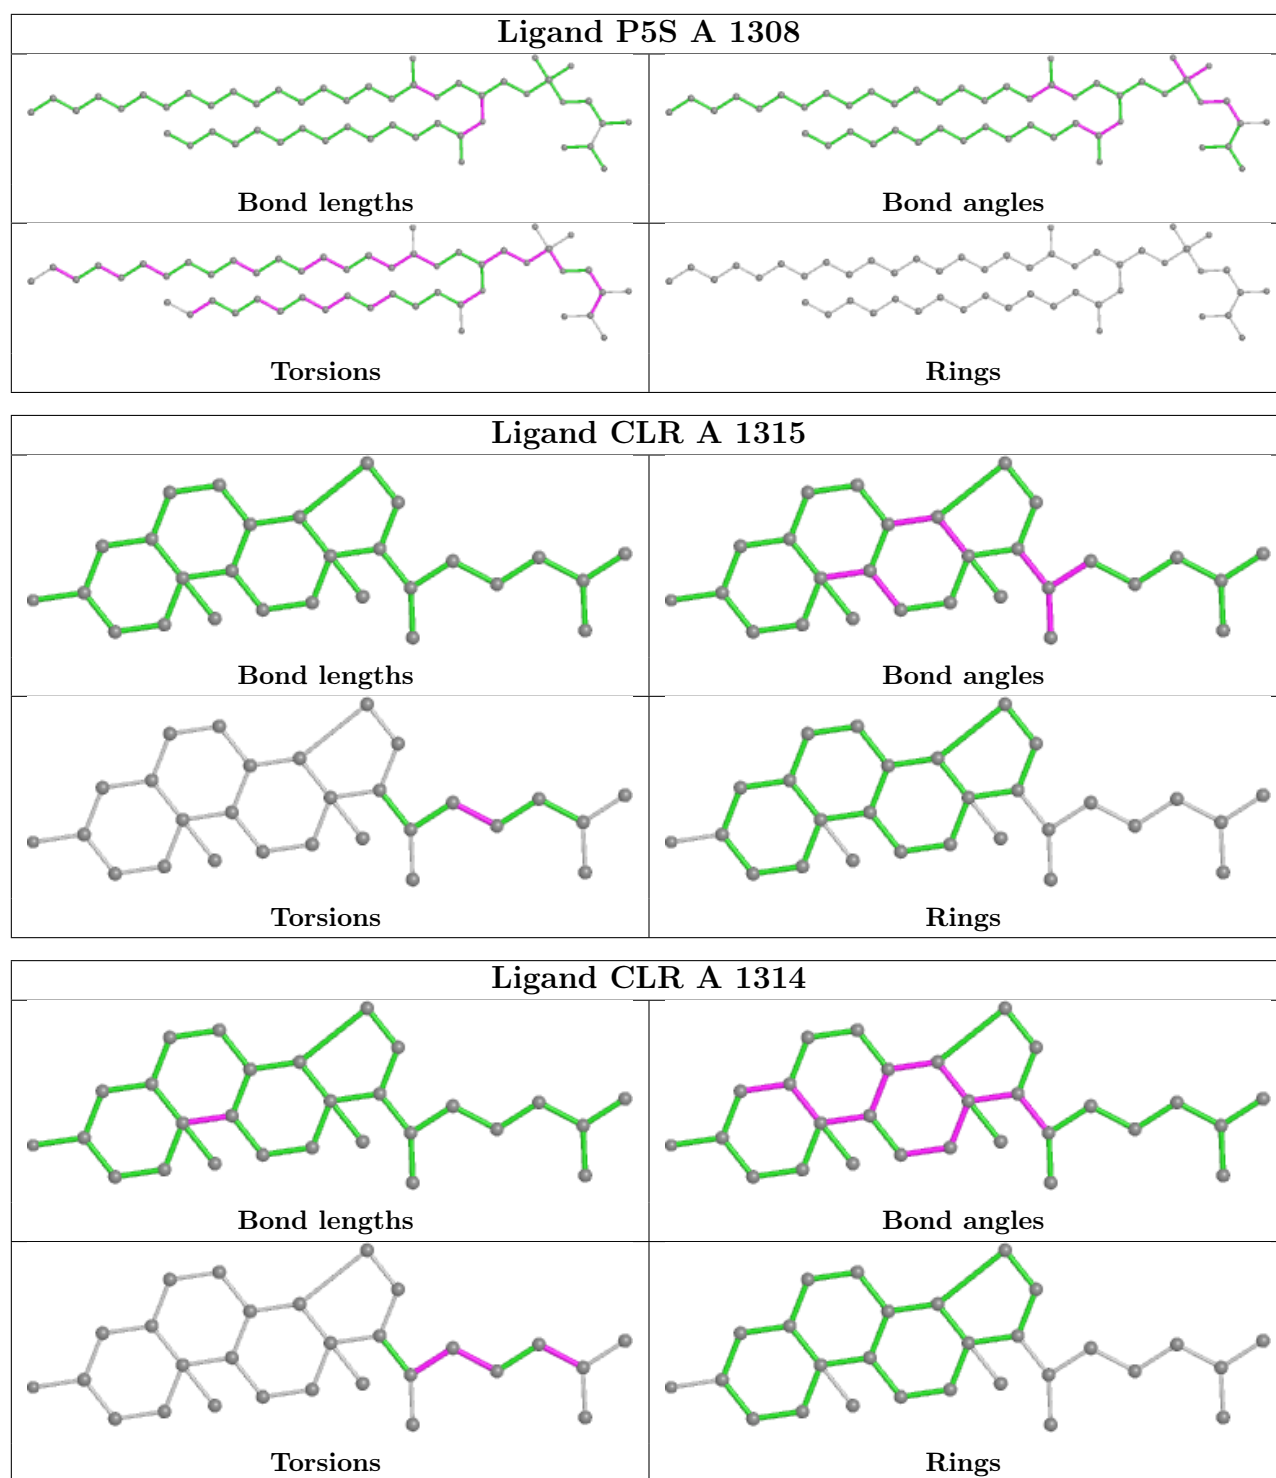 Ligand P5S A 1308
Bond lengths
Bond angles
Torsions
Rings
Ligand CLR A 1315
Bond lengths
Bond angles
Torsions
Rings
Ligand CLR A 1314
Bond lengths
Bond angles
Torsions
Rings